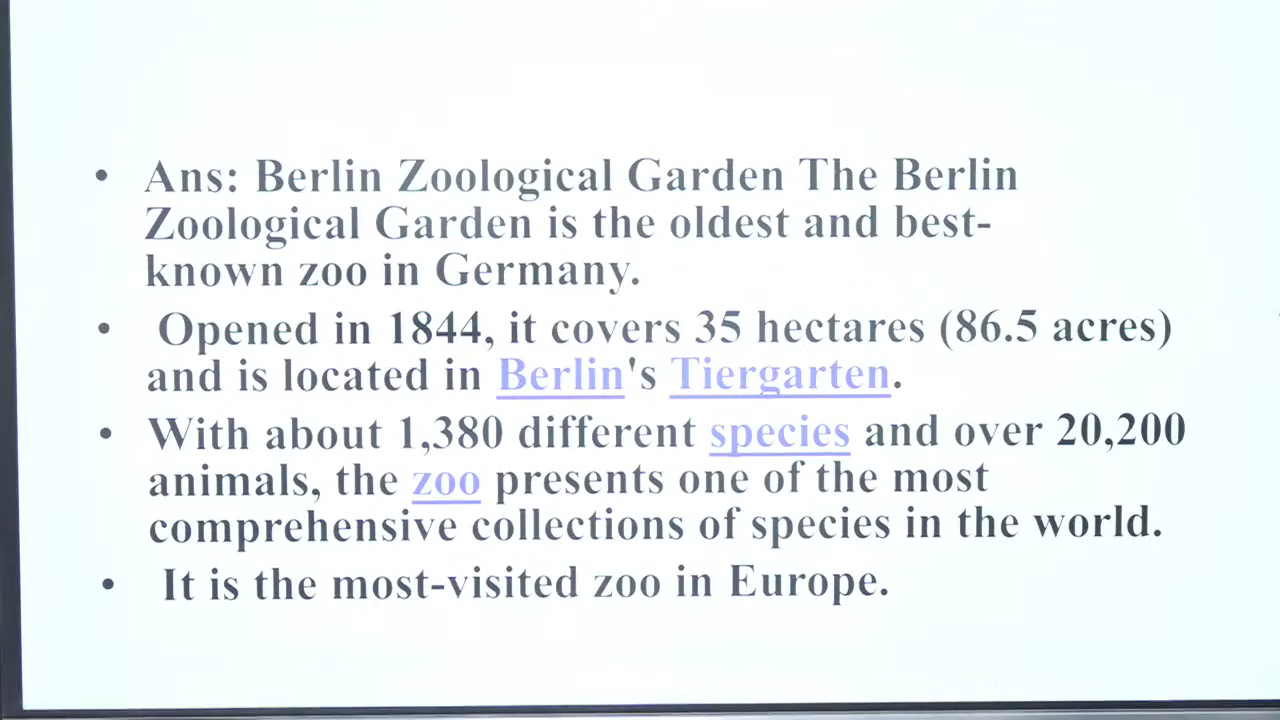 • Ans: Berlin Zoological Garden The Berlin
Zoological Garden is the oldest and best-
known zoo in Germany.
• Opened in 1844, it covers 35 hectares (86.5 acres)
and is located in Berlin's Tiergarten.
• With about 1,380 different species and over 20,200
animals, the zoo presents one of the most
comprehensive collections of species in the world.
• It is the most-visited zoo in Europe.